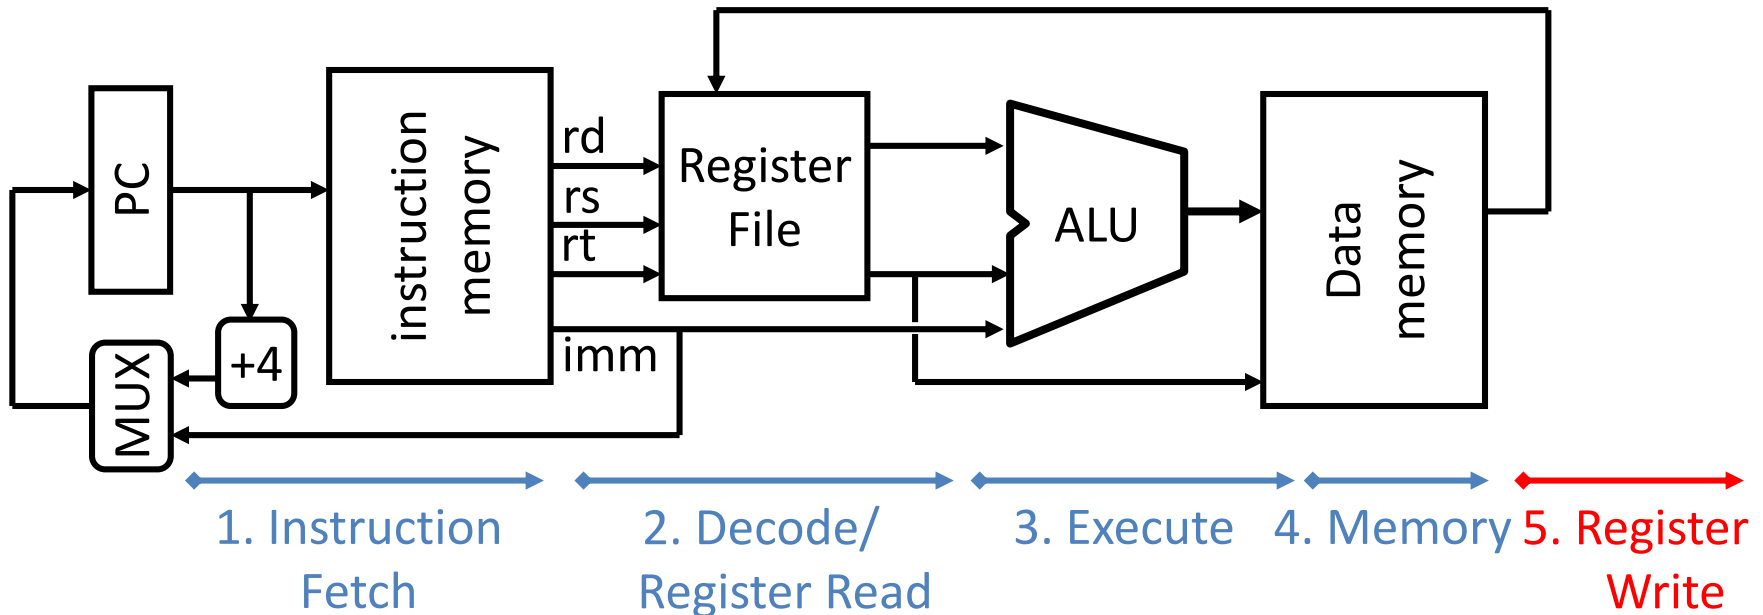 PC
+4
MUX
instruction
memory
rd
rs
rt
imm
Register
File
ALU
Data
memory
1. Instruction
Fetch
2. Decode/
Register Read
3. Execute
4. Memory
5. Register
Write